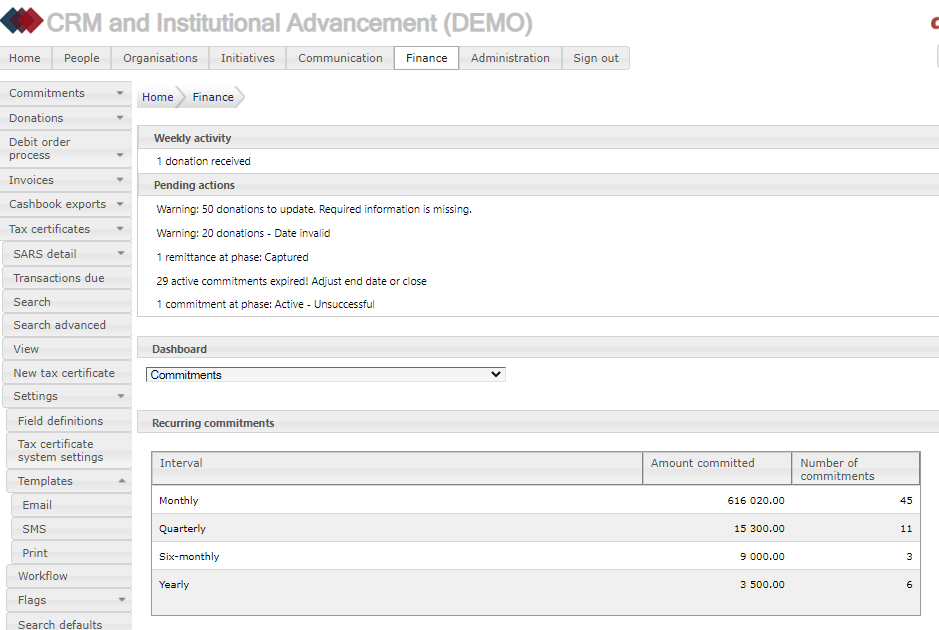 CRM and Institutional Advancement (DEMO)
Home People Organisations Initiatives Communication Finance Administration Sign out
Commitments
Donations
Debit order
process
Invoices
Cashbook exports
Tax certificates
SARS detail
Transactions due
Search
Search advanced
View
New tax certificate
Settings
Field definitions
Tax certificate
system settings
Templates
Email
SMS
Print
Workflow
Flags
Search defaults
Home Finance
Weekly activity
1 donation received
Pending actions
Warning: 50 donations to update. Required information is missing.
Warning: 20 donations - Date invalid
1 remittance at phase: Captured
29 active commitments expired! Adjust end date or close
1 commitment at phase: Active - Unsuccessful
Dashboard
Commitments
Recurring commitments
Interval Amount committed Number of
commitments
Monthly 616 020.00 45
Quarterly 15 300.00 11
Six-monthly 9 000.00 3
Yearly 3 500.00 6